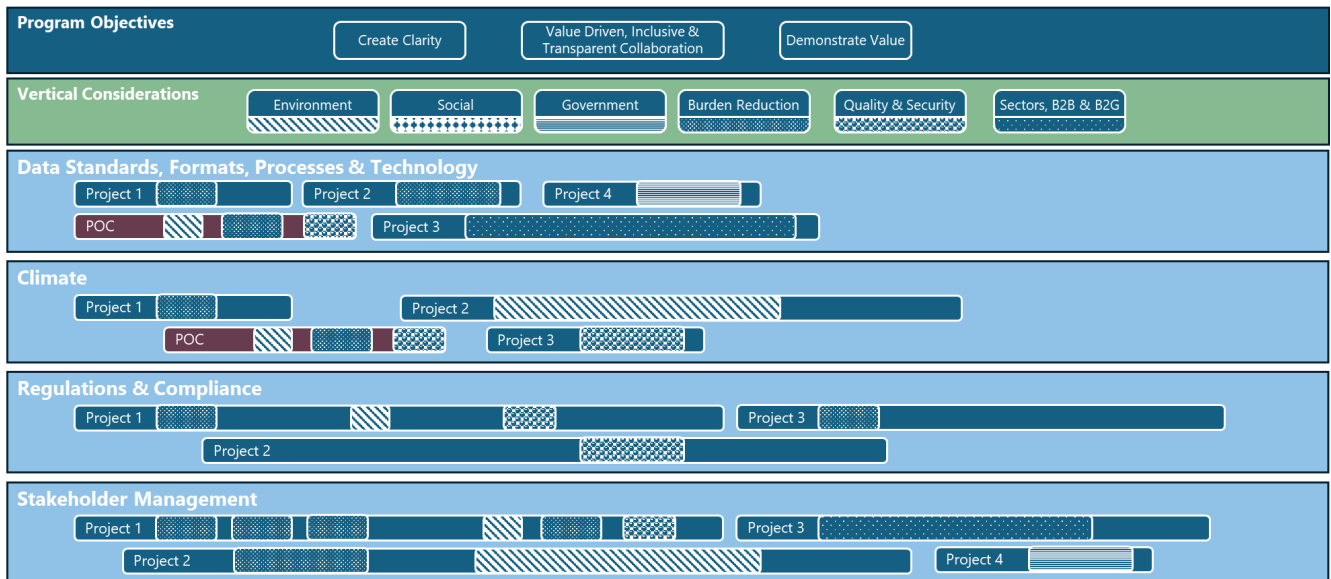 Program Objectives
Create Clarity
Value Driven, Inclusive &
Transparent Collaboration
Demonstrate Value
Vertical Considerations
Environment
Social
Government
Burden Reduction
Quality & Security
Sectors, B2B & B2G
Data Standards, Formats, Processes & Technology
Project 1
Project 2
Project 4
POC
Project 3
Climate
Project 1
Project 2
POC
Project 3
Regulations & Compliance
Project 1
Project 3
Project 2
Stakeholder Management
Project 1
Project 3
Project 2
Project 4